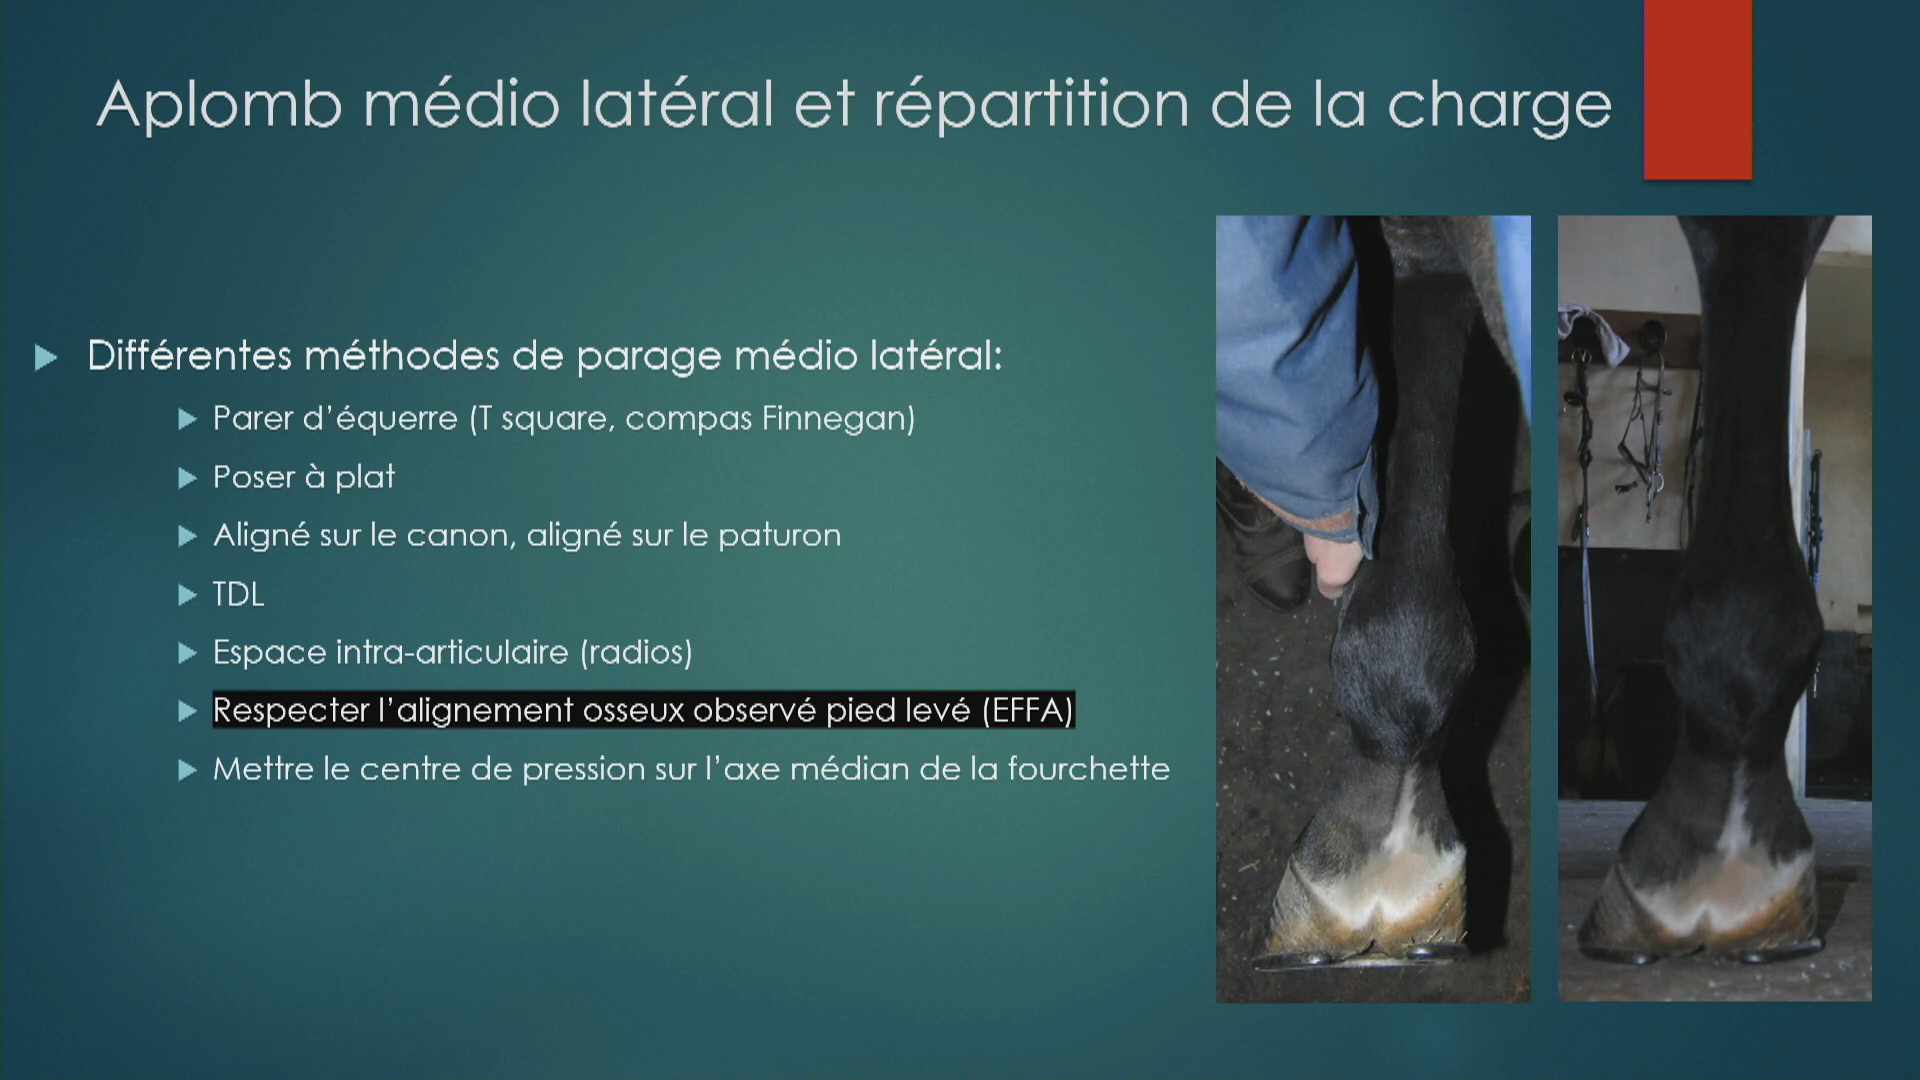 Aplomb médio latéral et répartition de la charge
Différentes méthodes de parage médio latéral:
Parer d’équerre (T square, compas Finnegan)
Poser à plat
Aligné sur le canon, aligné sur le paturon
TDL
Espace intra-articulaire (radios)
Respecter l’alignement osseux observé pied levé (EFFA)
Mettre le centre de pression sur l’axe médian de la fourchette